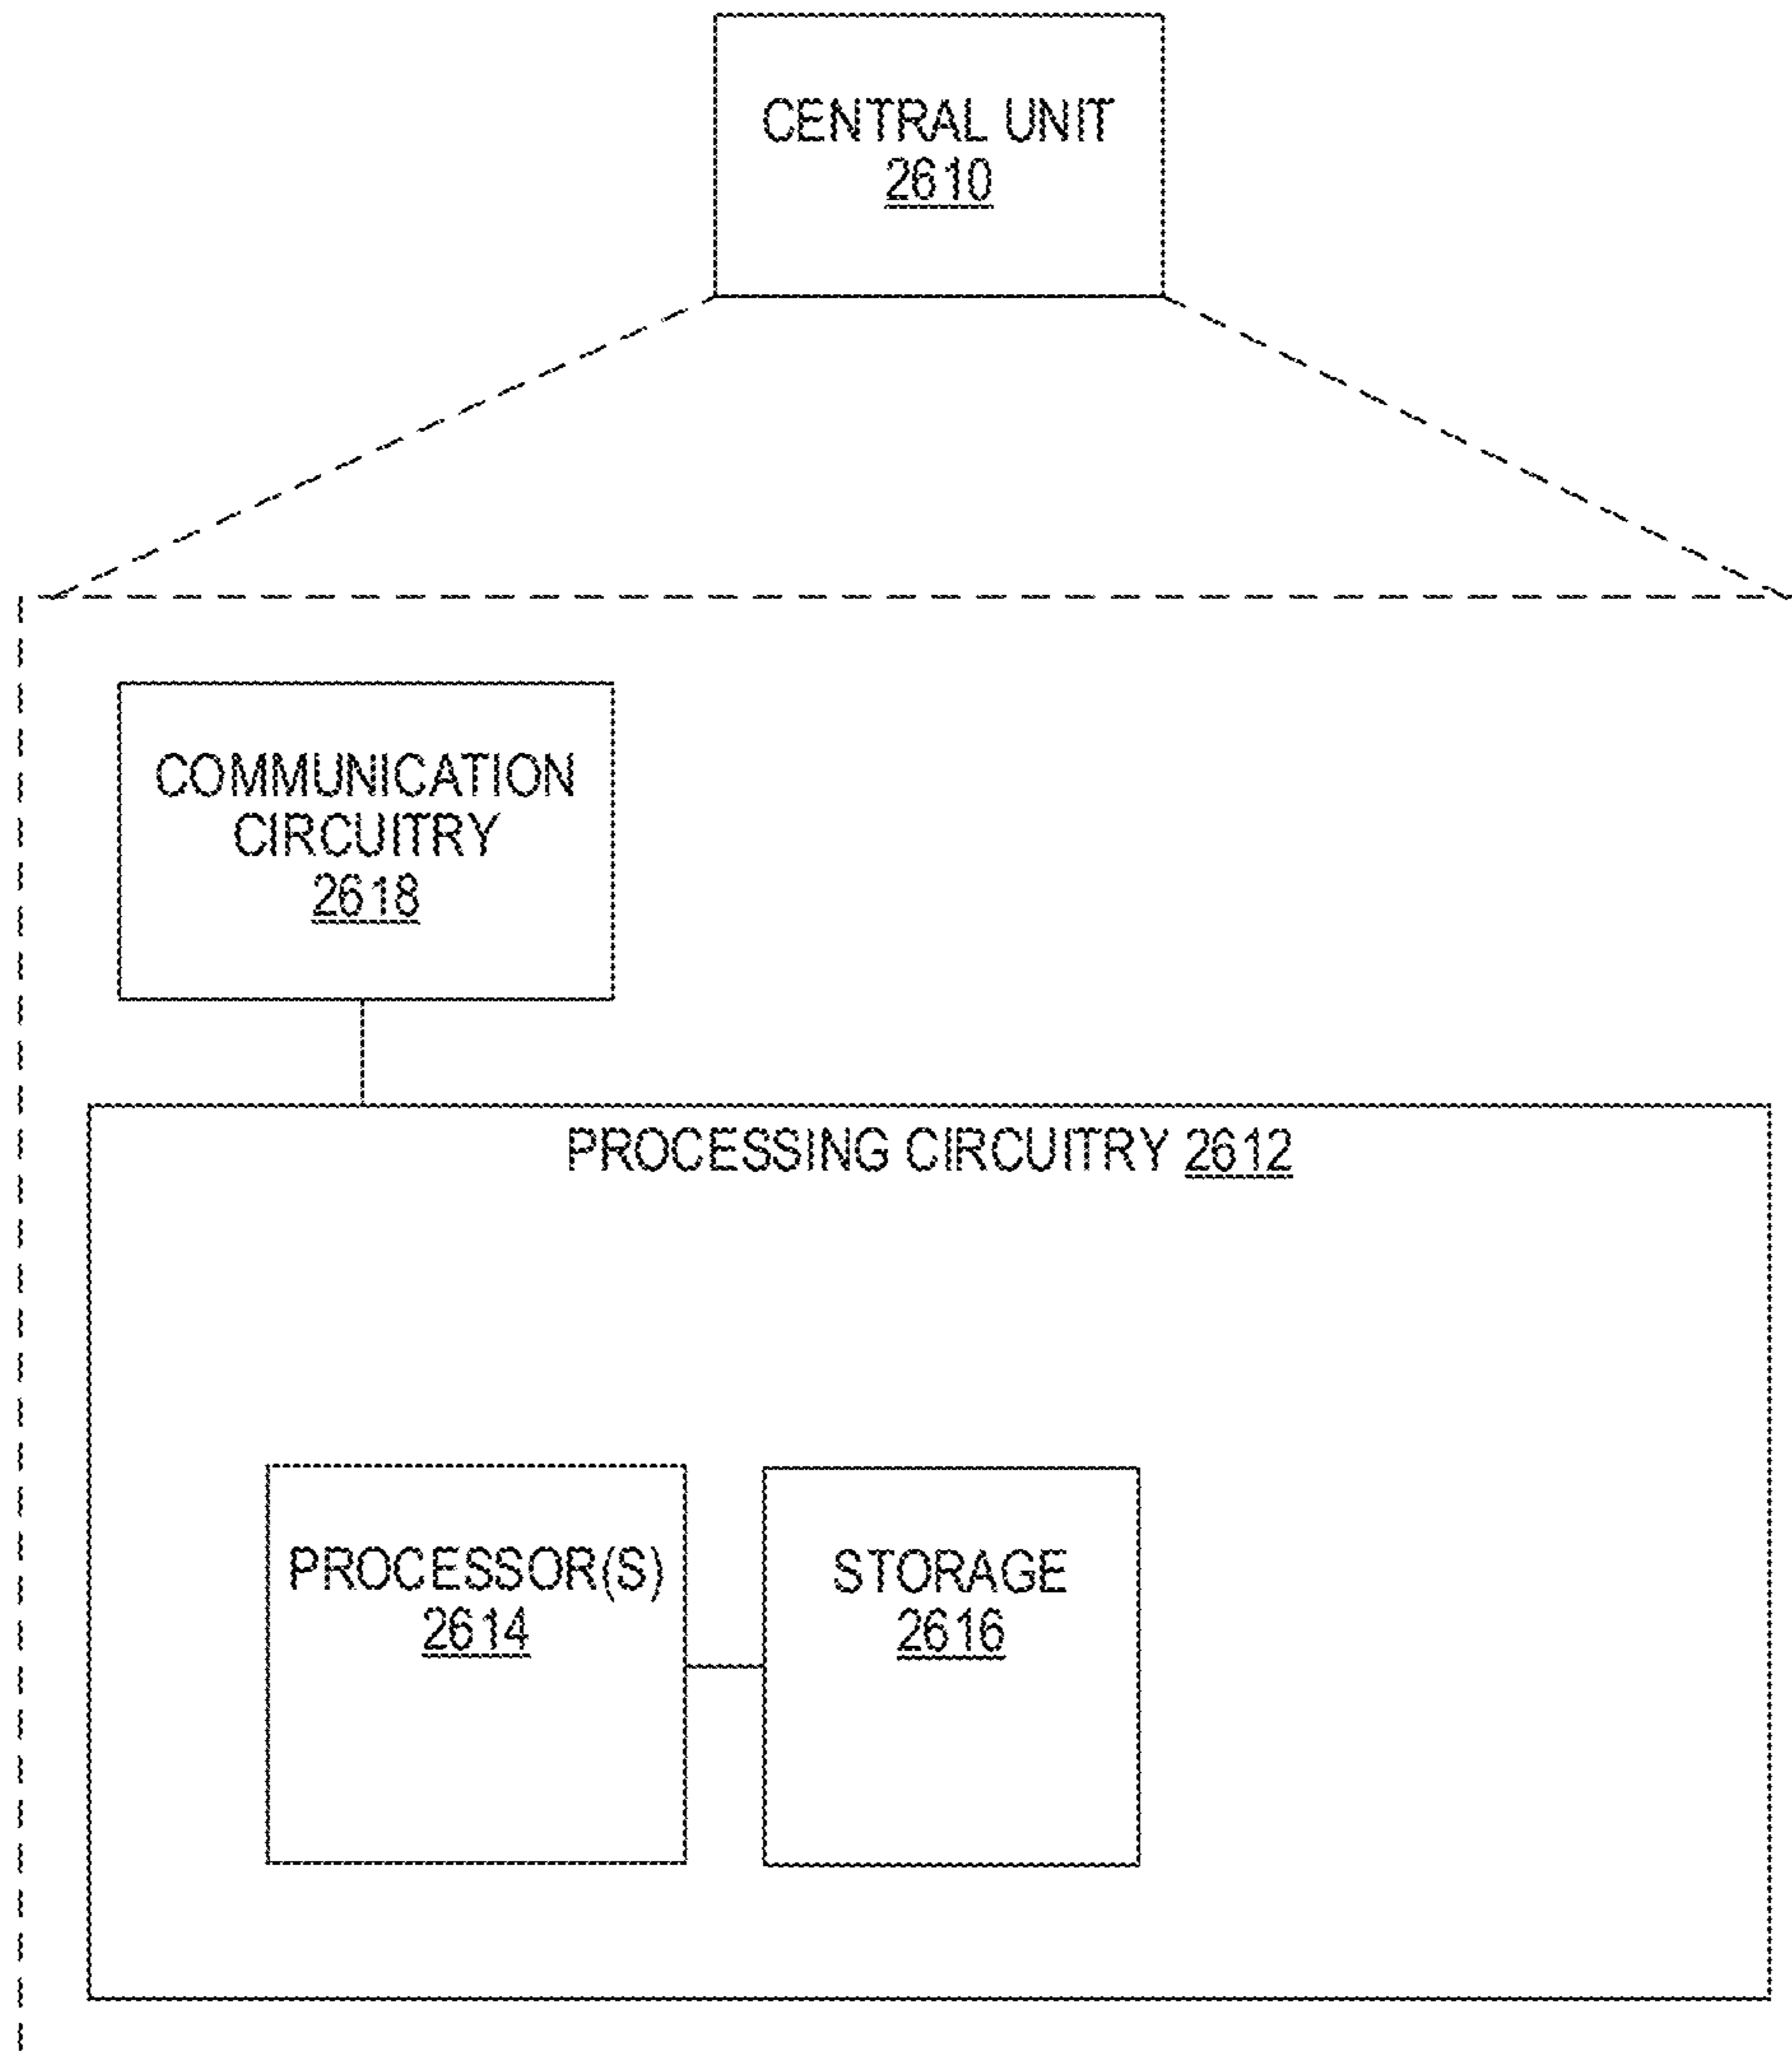 CENTRAL UNIT
2610
COMMUNICATION
CIRCUITRY
2618
PROCESSING CIRCUITRY 2612
PROCESSOR(S)
2614
STORAGE
2616